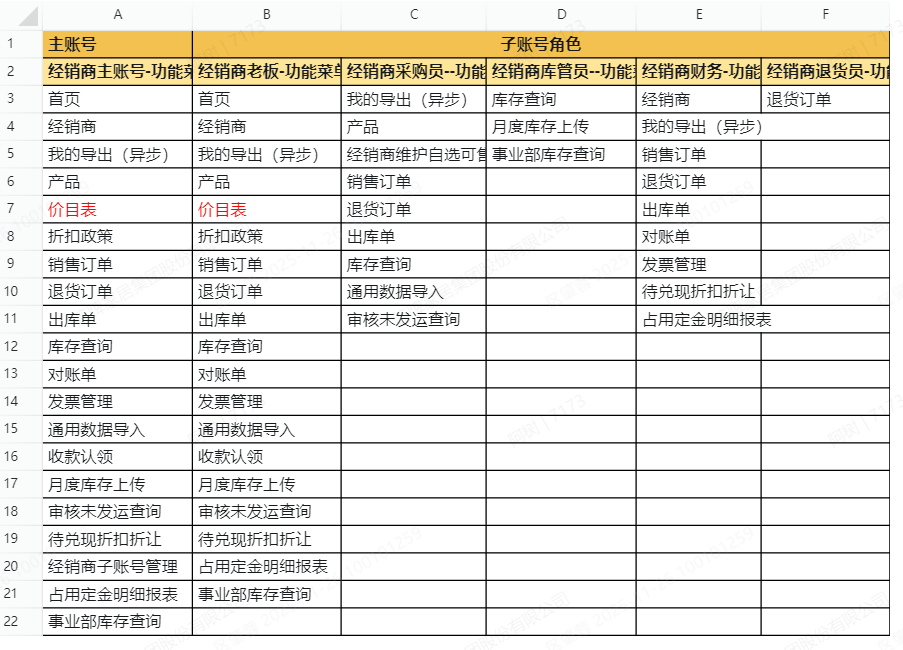 A B C D E F
1 主账号 子账号角色
2 经销商主账号-功能菜 经销商老板-功能菜单 经销商采购员--功能 经销商库管员--功能 经销商财务-功能 经销商退货员-功
3 首页 首页 我的导出（异步） 库存查询 经销商 退货订单
4 经销商 经销商 产品 月度库存上传 我的导出（异步）
5 我的导出（异步） 我的导出（异步） 经销商维护自选可售 事业部库存查询 销售订单
6 产品 产品 销售订单 退货订单
7 价目表 价目表 退货订单 出库单
8 折扣政策 折扣政策 出库单 对账单
9 销售订单 销售订单 库存查询 发票管理
10 退货订单 退货订单 通用数据导入 待兑现折扣折让
11 出库单 出库单 审核未发运查询 占用定金明细报表
12 库存查询 库存查询
13 对账单 对账单
14 发票管理 发票管理
15 通用数据导入 通用数据导入
16 收款认领 收款认领
17 月度库存上传 月度库存上传
18 审核未发运查询 审核未发运查询
19 待兑现折扣折让 待兑现折扣折让
20 经销商子账号管理 占用定金明细报表
21 占用定金明细报表 事业部库存查询
22 事业部库存查询